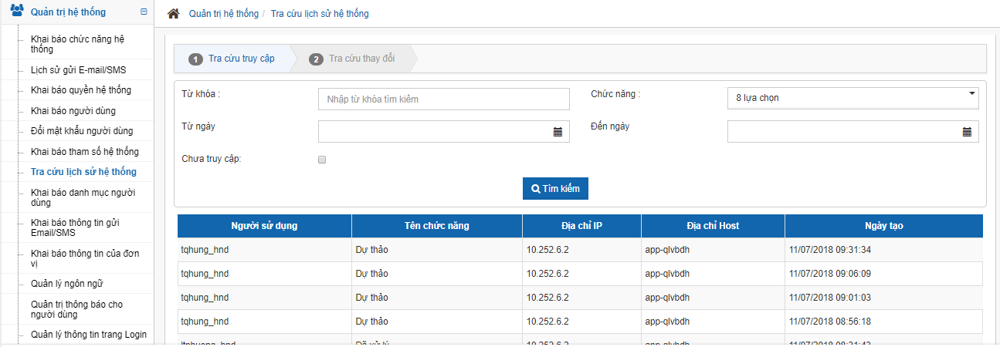 Quản trị hệ thống
Khai báo chức năng hệ
thống
Lịch sử gửi E-mail/SMS
Khai báo quyền hệ thống
Khai báo người dùng
Đổi mật khẩu người dùng
Khai báo tham số hệ thống
Tra cứu lịch sử hệ thống
Khai báo danh mục người
dùng
Khai báo thông tin gửi
Email/SMS
Khai báo thông tin của đơn
vị
Quản lý ngôn ngữ
Quản trị thông báo cho
người dùng
Quản lý thông tin trang Login
Quản trị hệ thống / Tra cứu lịch sử hệ thống
1 Tra cứu truy cập 2 Tra cứu thay đổi
Từ khóa : Nhập từ khóa tìm kiếm Chức năng : 8 lựa chọn
Từ ngày Đến ngày
Chưa truy cập:
Tìm kiếm
Người sử dụng Tên chức năng Địa chỉ IP Địa chỉ Host Ngày tạo
tqhung_hnd Dự thảo 10.252.6.2 app-qlvbdh 11/07/2018 09:31:34
tqhung_hnd Dự thảo 10.252.6.2 app-qlvbdh 11/07/2018 09:06:09
tqhung_hnd Dự thảo 10.252.6.2 app-qlvbdh 11/07/2018 09:01:03
tqhung_hnd Dự thảo 10.252.6.2 app-qlvbdh 11/07/2018 08:56:18
Đã xử lý 10.252.6.2 app-qlvbdh